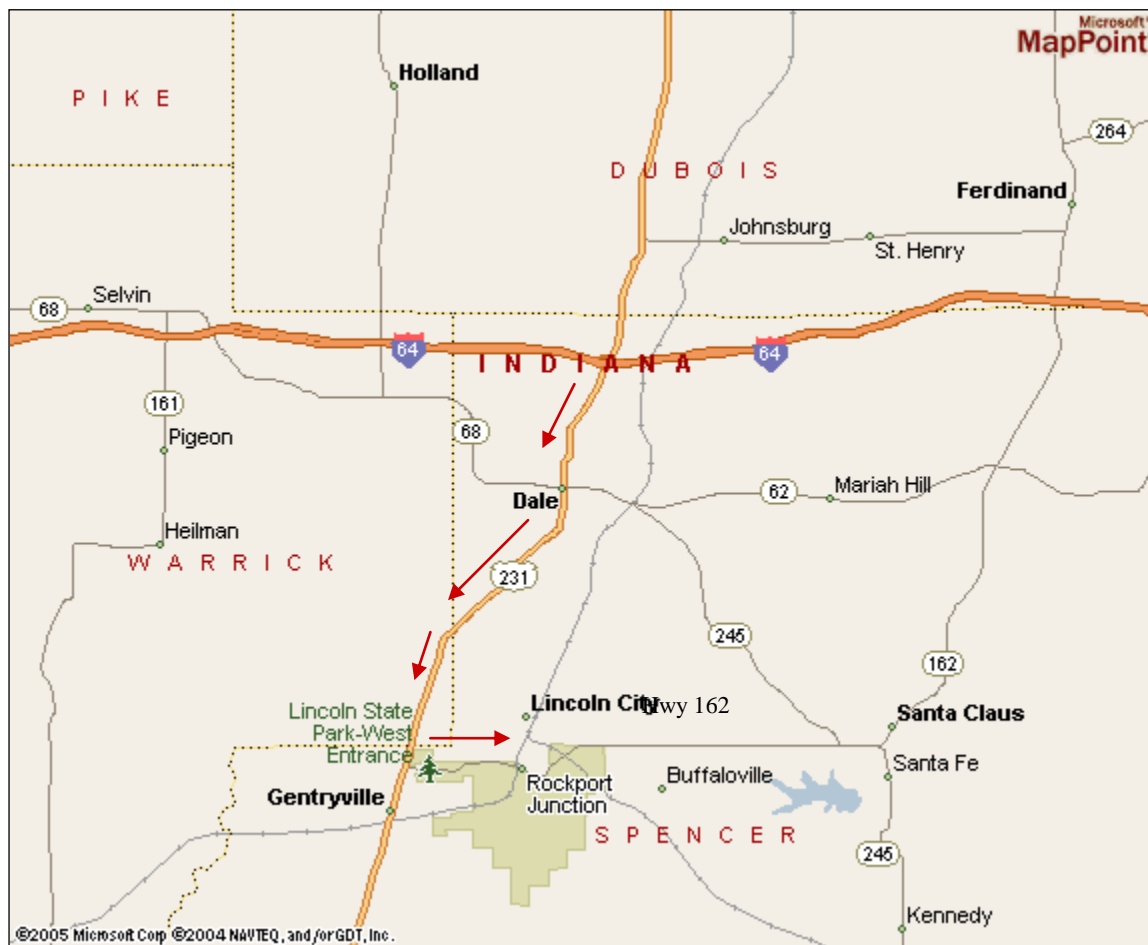 Microsoft®
MapPoint
Holland
PIKE
264
DUBOIS
Ferdinand
Johnsburg
St. Henry
Selvin
68
64
64
INDIANA
161
68
Pigeon
Mariah Hill
62
Dale
Heilman
WARRICK
231
245
162
Lincoln City
Hwy 162
Santa Claus
Lincoln State
Park-West
Entrance
Santa Fe
Buffaloville
Rockport
Junction
Gentryville
SPENCER
245
Kennedy
©2005 Microsoft Corp ©2004 NAVTEQ, and/or GDT, Inc.